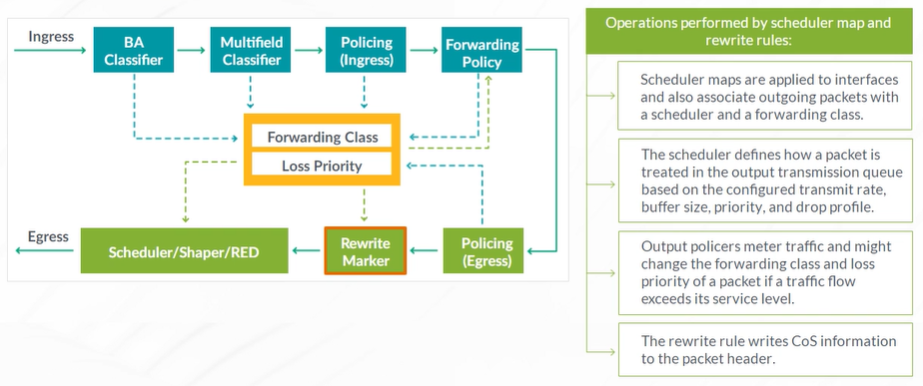 Ingress
BA
Classifier
Multifield
Classifier
Policing
(Ingress)
Forwarding
Policy
Forwarding Class
Loss Priority
Egress
Scheduler/Shaper/RED
Rewrite
Marker
Policing
(Egress)
Operations performed by scheduler map and
rewrite rules:
Scheduler maps are applied to interfaces
and also associate outgoing packets with
a scheduler and a forwarding class.
The scheduler defines how a packet is
treated in the output transmission queue
based on the configured transmit rate,
buffer size, priority, and drop profile.
Output policers meter traffic and might
change the forwarding class and loss
priority of a packet if a traffic flow
exceeds its service level.
The rewrite rule writes CoS information
to the packet header.